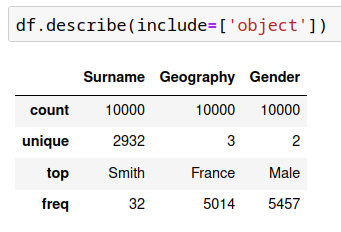 df.describe(include=['object'])
Surname Geography Gender
count 10000 10000 10000
unique 2932 3 2
top Smith France Male
freq 32 5014 5457